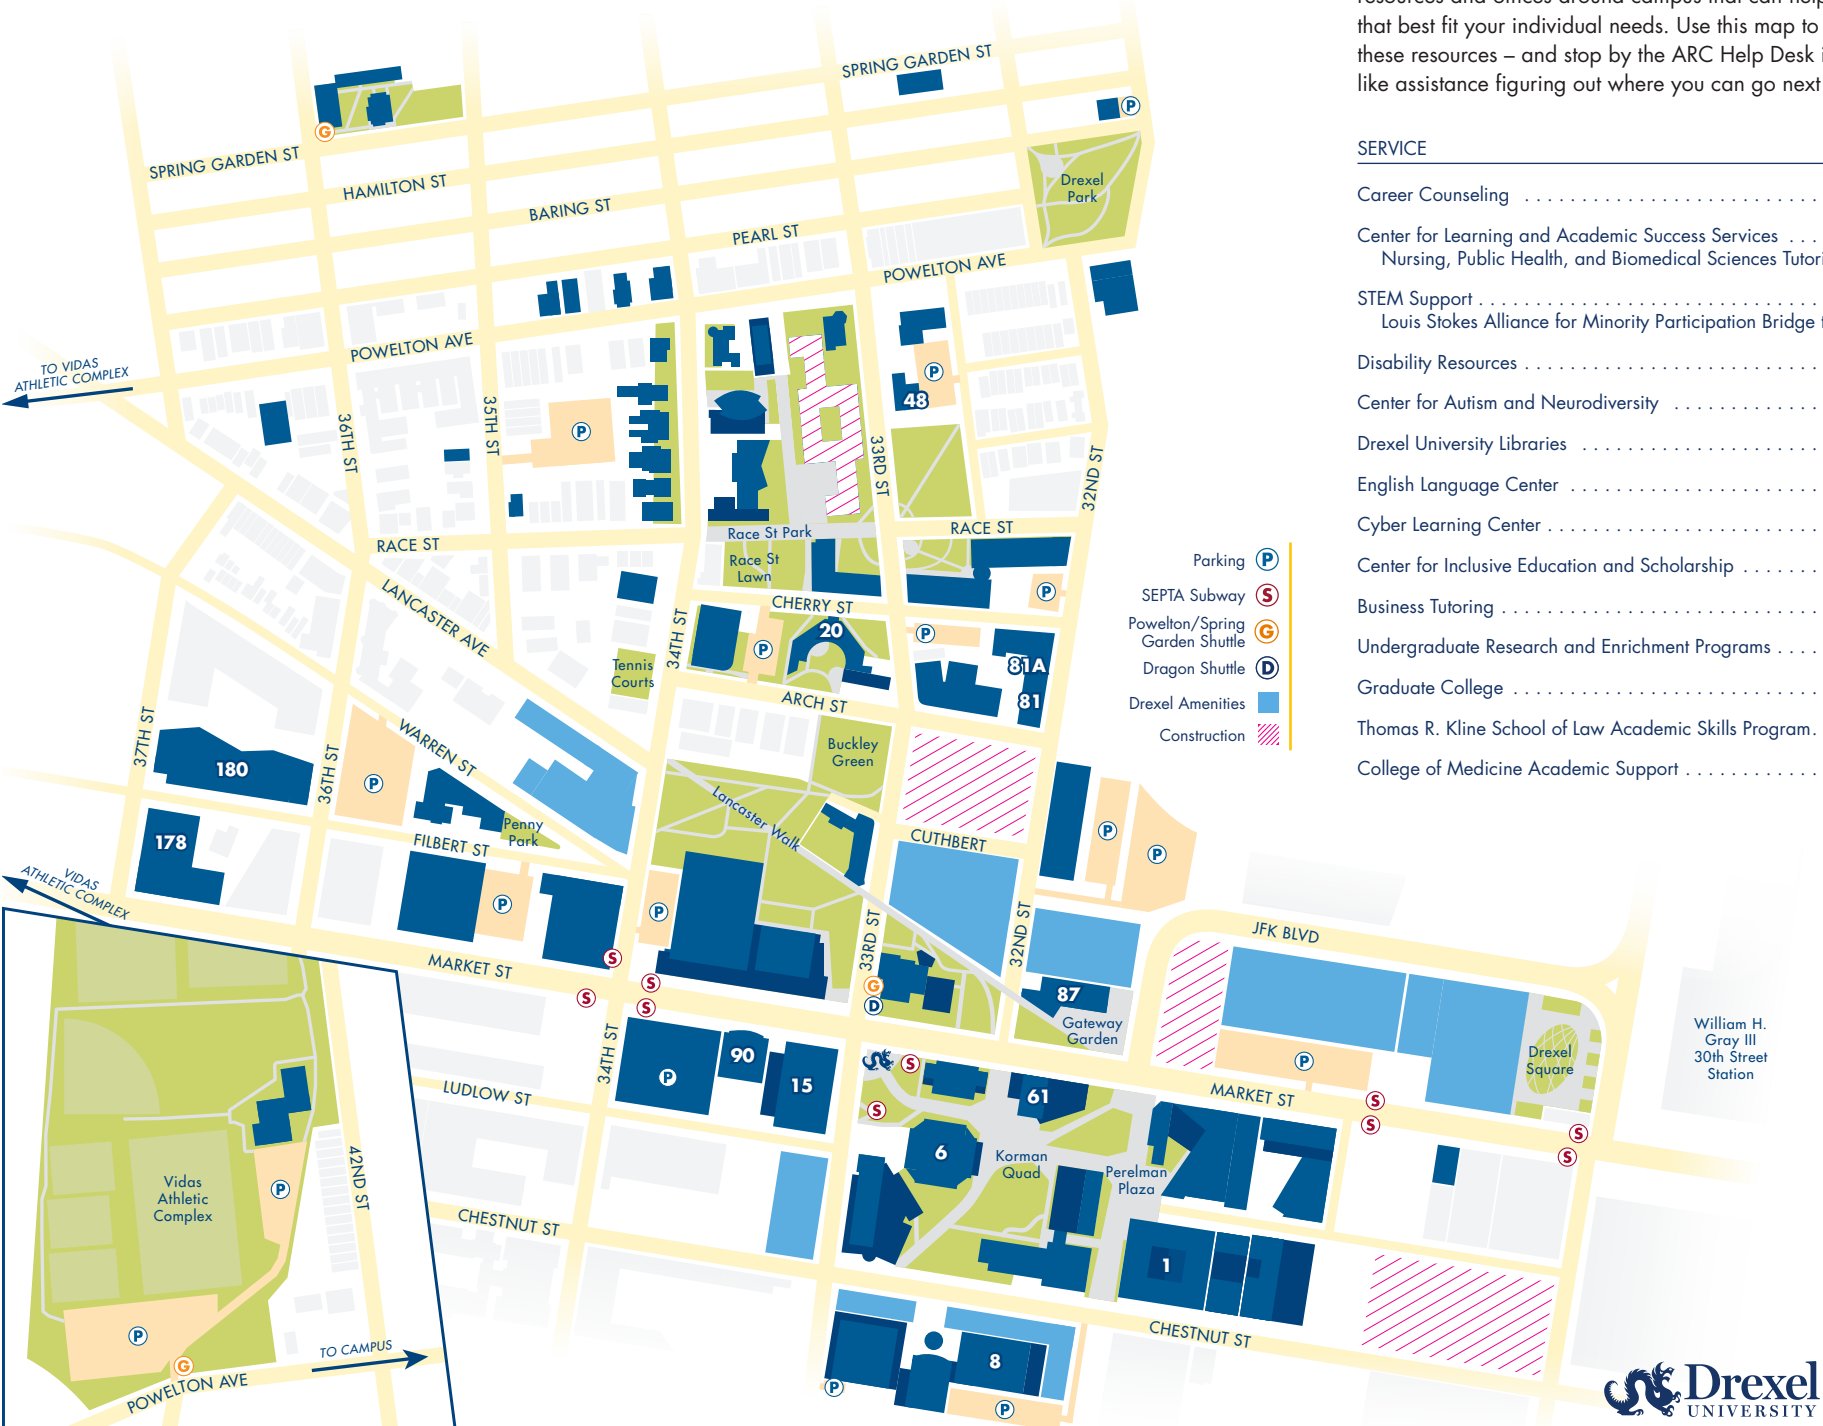 that best fit your individual needs. Use this map to
these resources – and stop by the ARC Help Desk
like assistance figuring out where you can go next
SERVICE
Career Counseling
Center for Learning and Academic Success Services
Nursing, Public Health, and Biomedical Sciences
STEM Support
Louis Stokes Alliance for Minority Participation Bridge
Disability Resources
Center for Autism and Neurodiversity
Drexel University Libraries
English Language Center
Cyber Learning Center
Center for Inclusive Education and Scholarship
Business Tutoring
Undergraduate Research and Enrichment Programs
Graduate College
Thomas R. Kline School of Law Academic Skills Program.
College of Medicine Academic Support
Parking P
SEPTA Subway S
Powelton/Spring
Garden Shuttle G
Dragon Shuttle D
Drexel Amenities
Construction
SPRING GARDEN ST
P
G
SPRING GARDEN ST
HAMILTON ST
BARING ST
PEARL ST
POWELTON AVE
Drexel
Park
POWELTON AVE
TO VIDAS
ATHLETIC COMPLEX
36TH ST
35TH ST
P
P
48
33RD ST
32ND ST
RACE ST
Race St Park
RACE ST
Race St
Lawn
LANCASTER AVE
CHERRY ST
P
34TH ST
Tennis
Courts
P
20
P
81A
81
ARCH ST
37TH ST
180
36TH ST
P
WARREN ST
Buckley
Green
Lancaster Walk
178
FILBERT ST
Penny
Park
CUTHBERT
P
P
VIDAS
ATHLETIC COMPLEX
P
P
33RD ST
32ND ST
JFK BLVD
MARKET ST
S
S
S
S
G
D
87
Gateway
Garden
William H.
Gray III
30th Street
Station
Drexel
Square
P
34TH ST
P
90
15
S
S
61
MARKET ST
S
S
S
S
LUDLOW ST
6
Korman
Quad
Perelman
Plaza
42ND ST
Vidas
Athletic
Complex
P
CHESTNUT ST
1
P
G
POWELTON AVE
TO CAMPUS
CHESTNUT ST
8
P
P
Drexel
UNIVERSITY